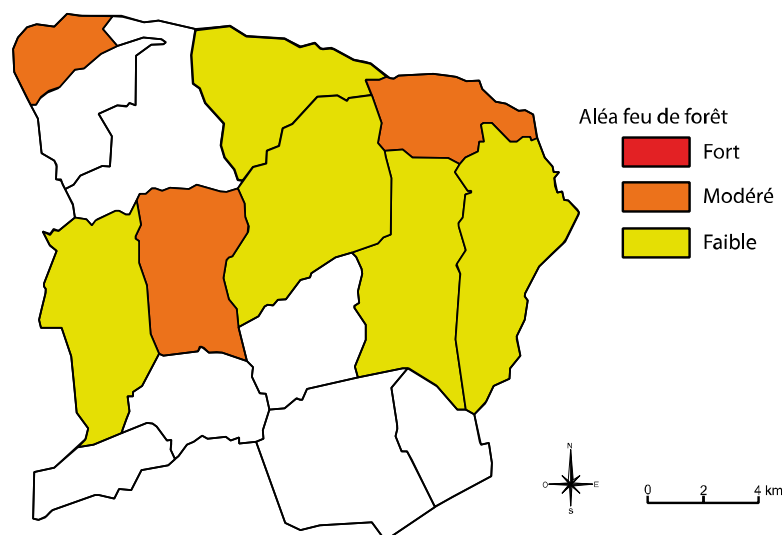 Aléa feu de forêt
Fort
Modéré
Faible
N
O E
S
0 2 4 km